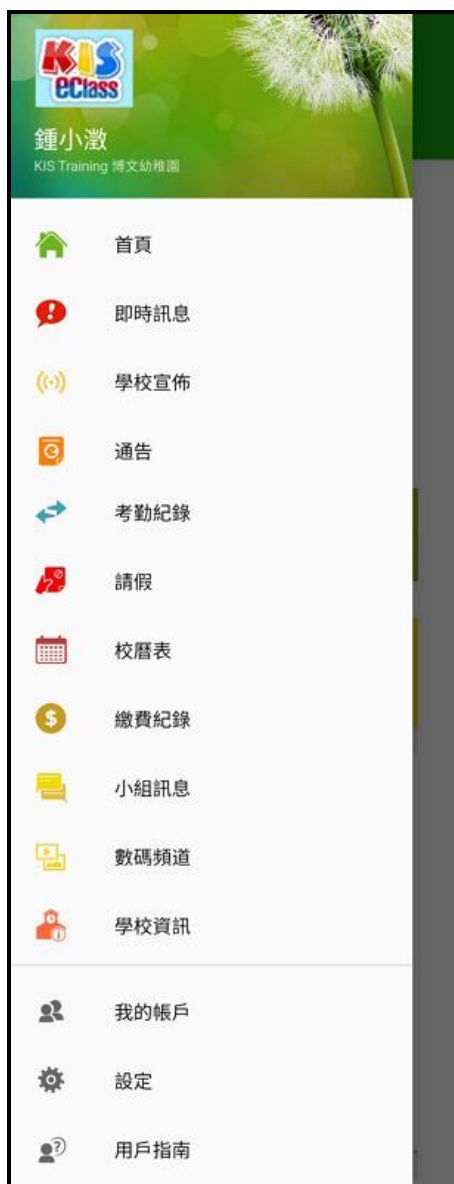 KIS
eClass
鍾小澂
KIS Training 博文幼稚園
首頁
即時訊息
學校宣佈
通告
考勤紀錄
請假
校曆表
繳費紀錄
小組訊息
數碼頻道
學校資訊
我的帳戶
設定
用戶指南